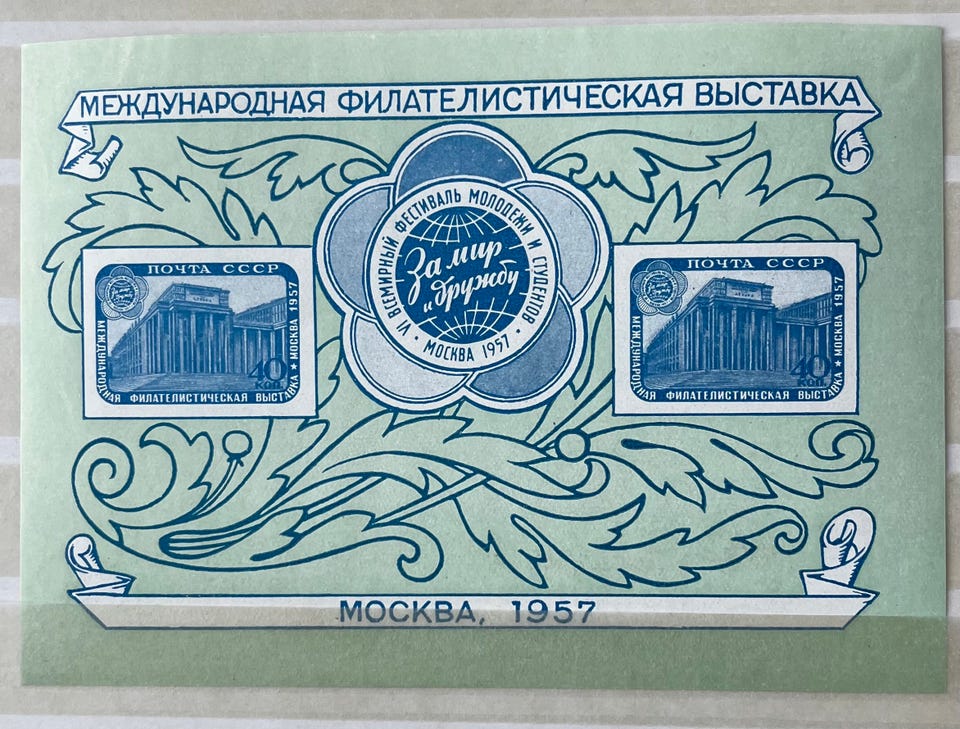 МЕЖДУНАРОДНАЯ ФИЛАТЕЛИСТИЧЕСКАЯ ВЫСТАВКА
VI ВСЕМИРНЫЙ ФЕСТИВАЛЬ МОЛОДЕЖИ И СТУДЕНТОВ
За мир
и дружбу
• МОСКВА 1957 •
ПОЧТА СССР
40
КОП.
МЕЖДУНАРОДНАЯ ФИЛАТЕЛИСТИЧЕСКАЯ ВЫСТАВКА ★ МОСКВА 1957
ПОЧТА СССР
40
КОП.
МЕЖДУНАРОДНАЯ ФИЛАТЕЛИСТИЧЕСКАЯ ВЫСТАВКА ★ МОСКВА 1957
МОСКВА, 1957